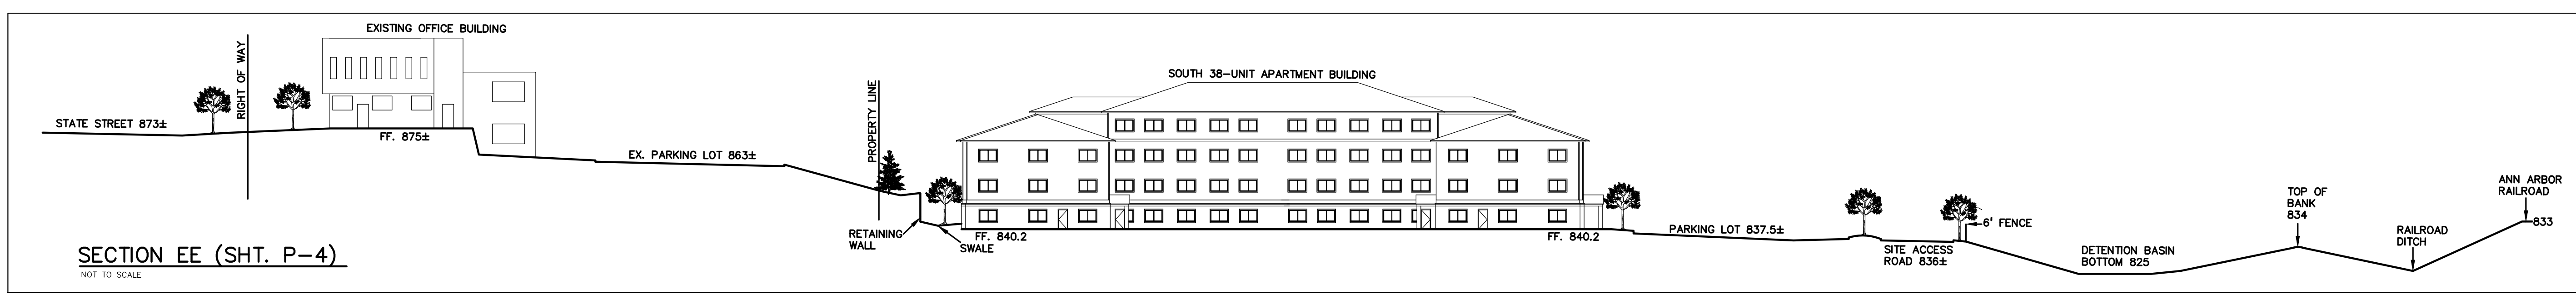 EXISTING OFFICE BUILDING
RIGHT OF WAY
STATE STREET 873±
FF. 875±
EX. PARKING LOT 863±
PROPERTY LINE
SOUTH 38-UNIT APARTMENT BUILDING
RETAINING
WALL
SWALE
FF. 840.2
FF. 840.2
PARKING LOT 837.5±
6' FENCE
SITE ACCESS
ROAD 836±
DETENTION BASIN
BOTTOM 825
TOP OF
BANK
834
RAILROAD
DITCH
ANN ARBOR
RAILROAD
833
SECTION EE (SHT. P-4)
NOT TO SCALE